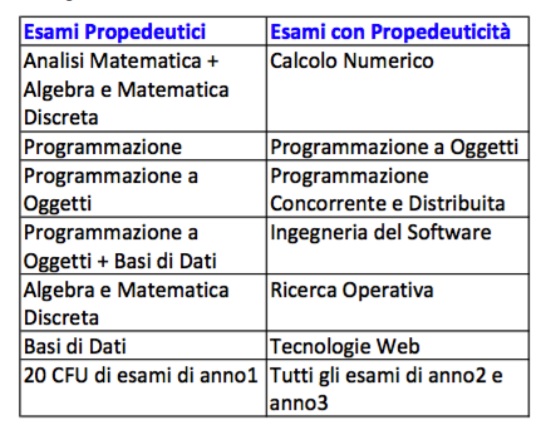 Esami Propedeutici
Esami con Propedeuticità
Analisi Matematica +
Algebra e Matematica
Discreta
Calcolo Numerico
Programmazione
Programmazione a Oggetti
Programmazione a
Oggetti
Programmazione
Concorrente e Distribuita
Programmazione a
Oggetti + Basi di Dati
Ingegneria del Software
Algebra e Matematica
Discreta
Ricerca Operativa
Basi di Dati
Tecnologie Web
20 CFU di esami di anno1
Tutti gli esami di anno2 e
anno3